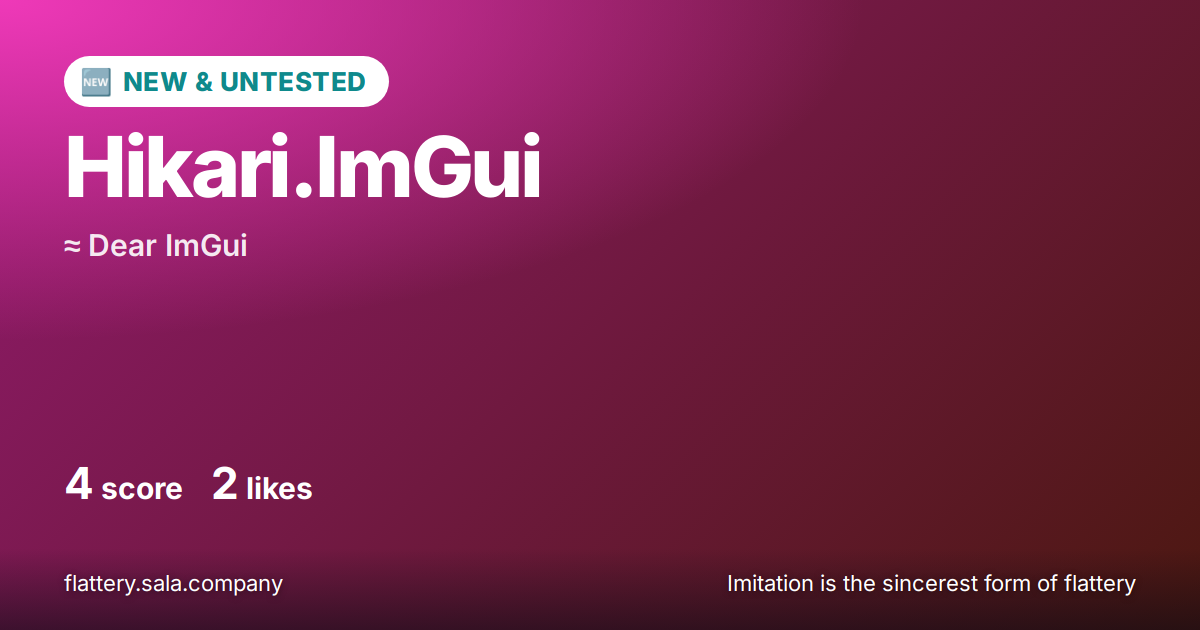 🆕 NEW & UNTESTED
Hikari.ImGui
≈ Dear ImGui
4 score 2 likes
flattery.sala.company
Imitation is the sincerest form of flattery